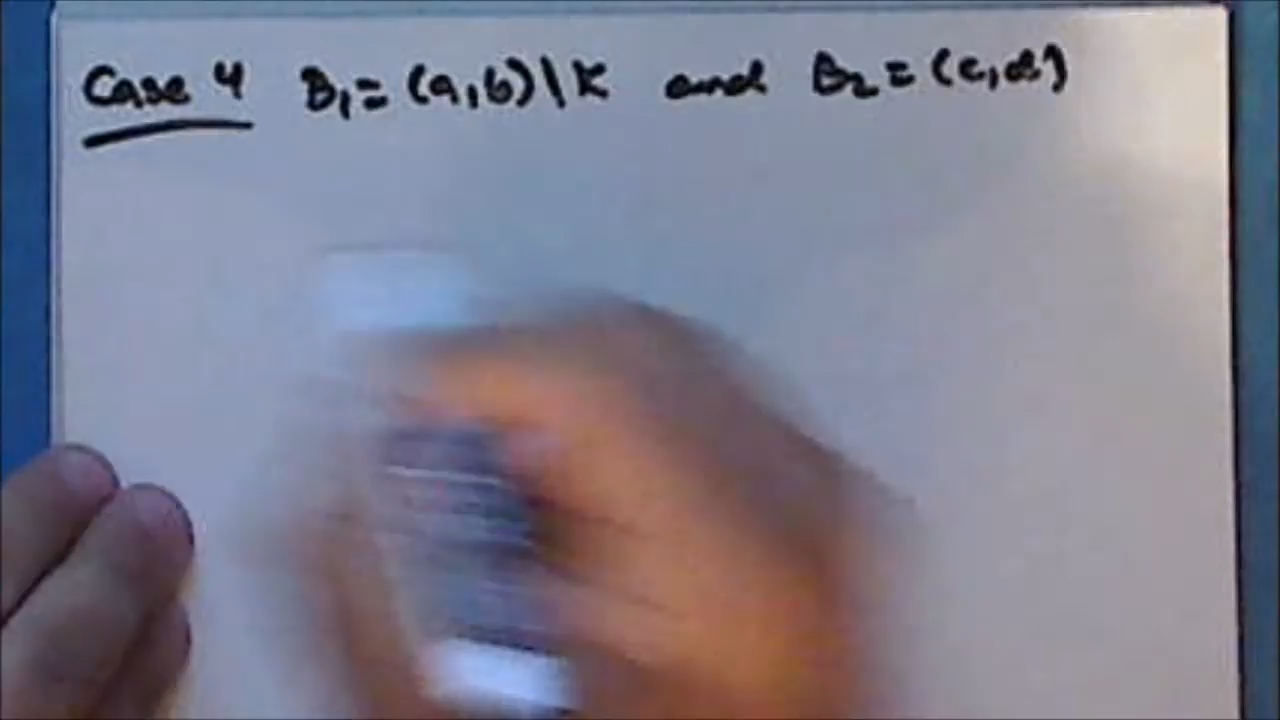 Case 4 B₁ = (a,b)\K and B₂ = (c,d)